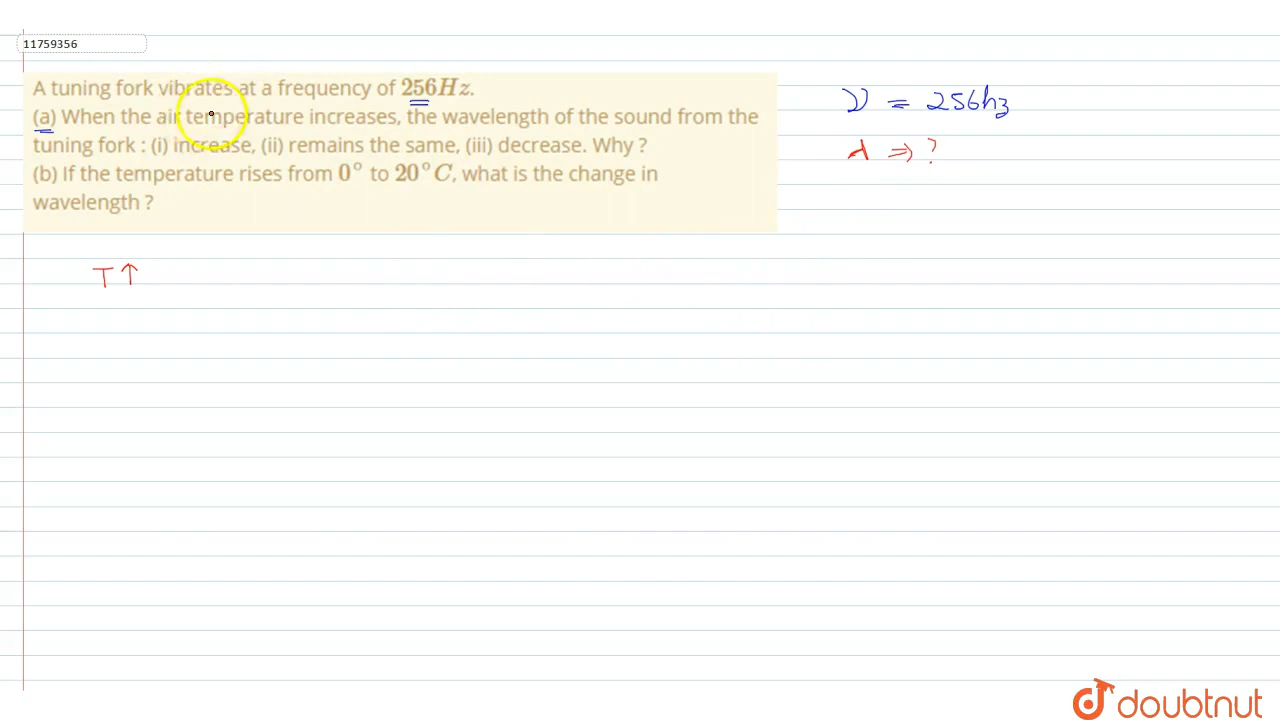 11759356
A tuning fork vibrates at a frequency of 256Hz.
(a) When the air temperature increases, the wavelength of the sound from the
tuning fork : (i) increase, (ii) remains the same, (iii) decrease. Why ?
(b) If the temperature rises from 0° to 20°C, what is the change in
wavelength ?
ν = 256hz
λ ⇒ ?
T↑
doubtnut